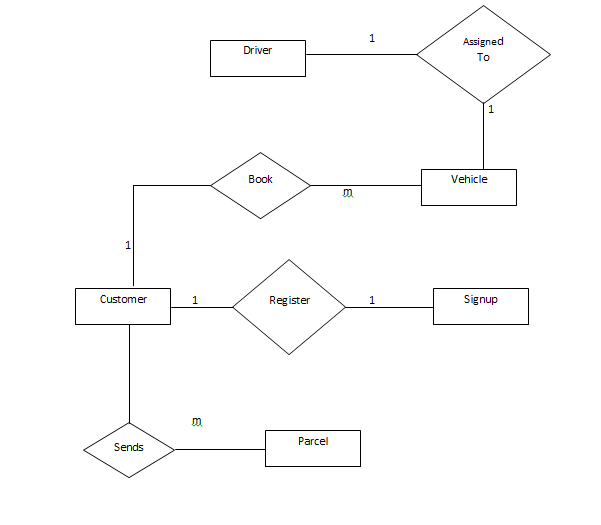 1
Driver
Assigned
To
1
Book
Vehicle
m
1
Customer
1
Register
1
Signup
m
Sends
Parcel